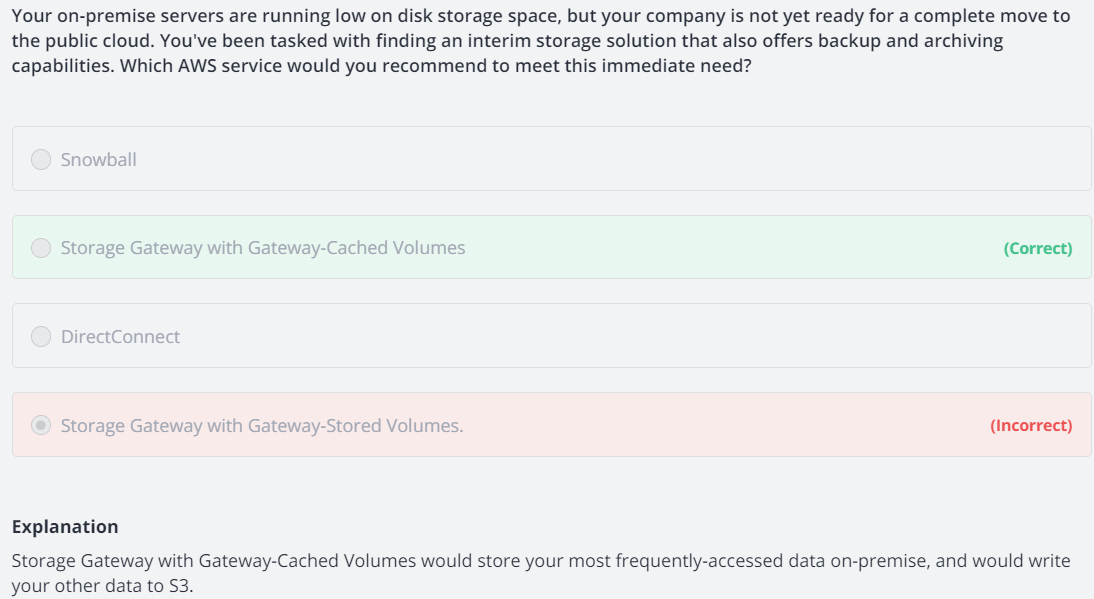 Your on-premise servers are running low on disk storage space, but your company is not yet ready for a complete move to
the public cloud. You've been tasked with finding an interim storage solution that also offers backup and archiving
capabilities. Which AWS service would you recommend to meet this immediate need?
Snowball
Storage Gateway with Gateway-Cached Volumes (Correct)
DirectConnect
Storage Gateway with Gateway-Stored Volumes. (Incorrect)
Explanation
Storage Gateway with Gateway-Cached Volumes would store your most frequently-accessed data on-premise, and would write
your other data to S3.